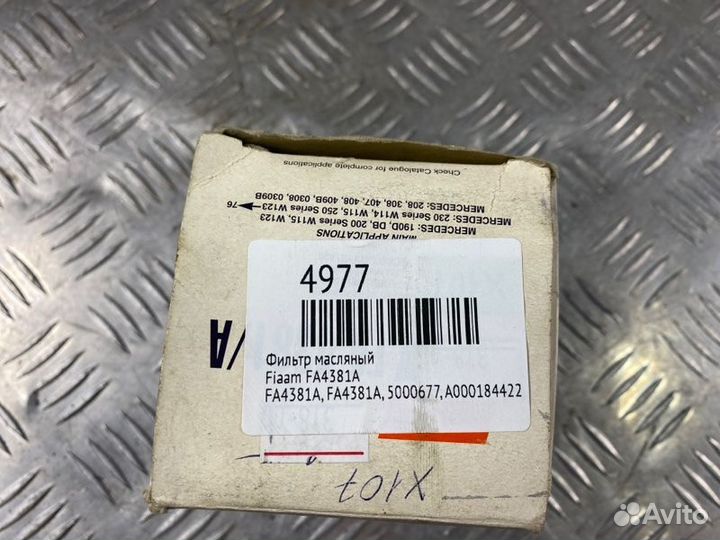 4977
Фильтр масляный
Fiaam FA4381A
FA4381A, FA4381A, 5000677, A000184422
MAIN APPLICATIONS
MERCEDES: 190D, DB, 200 Series W115, W123
MERCEDES: 230 Series W114, W115, 250 Series W123
MERCEDES: 208, 308, 407, 408, 409B, 0308, 0309B
76
Check Catalogue for complete applications
/A
X107
Avito